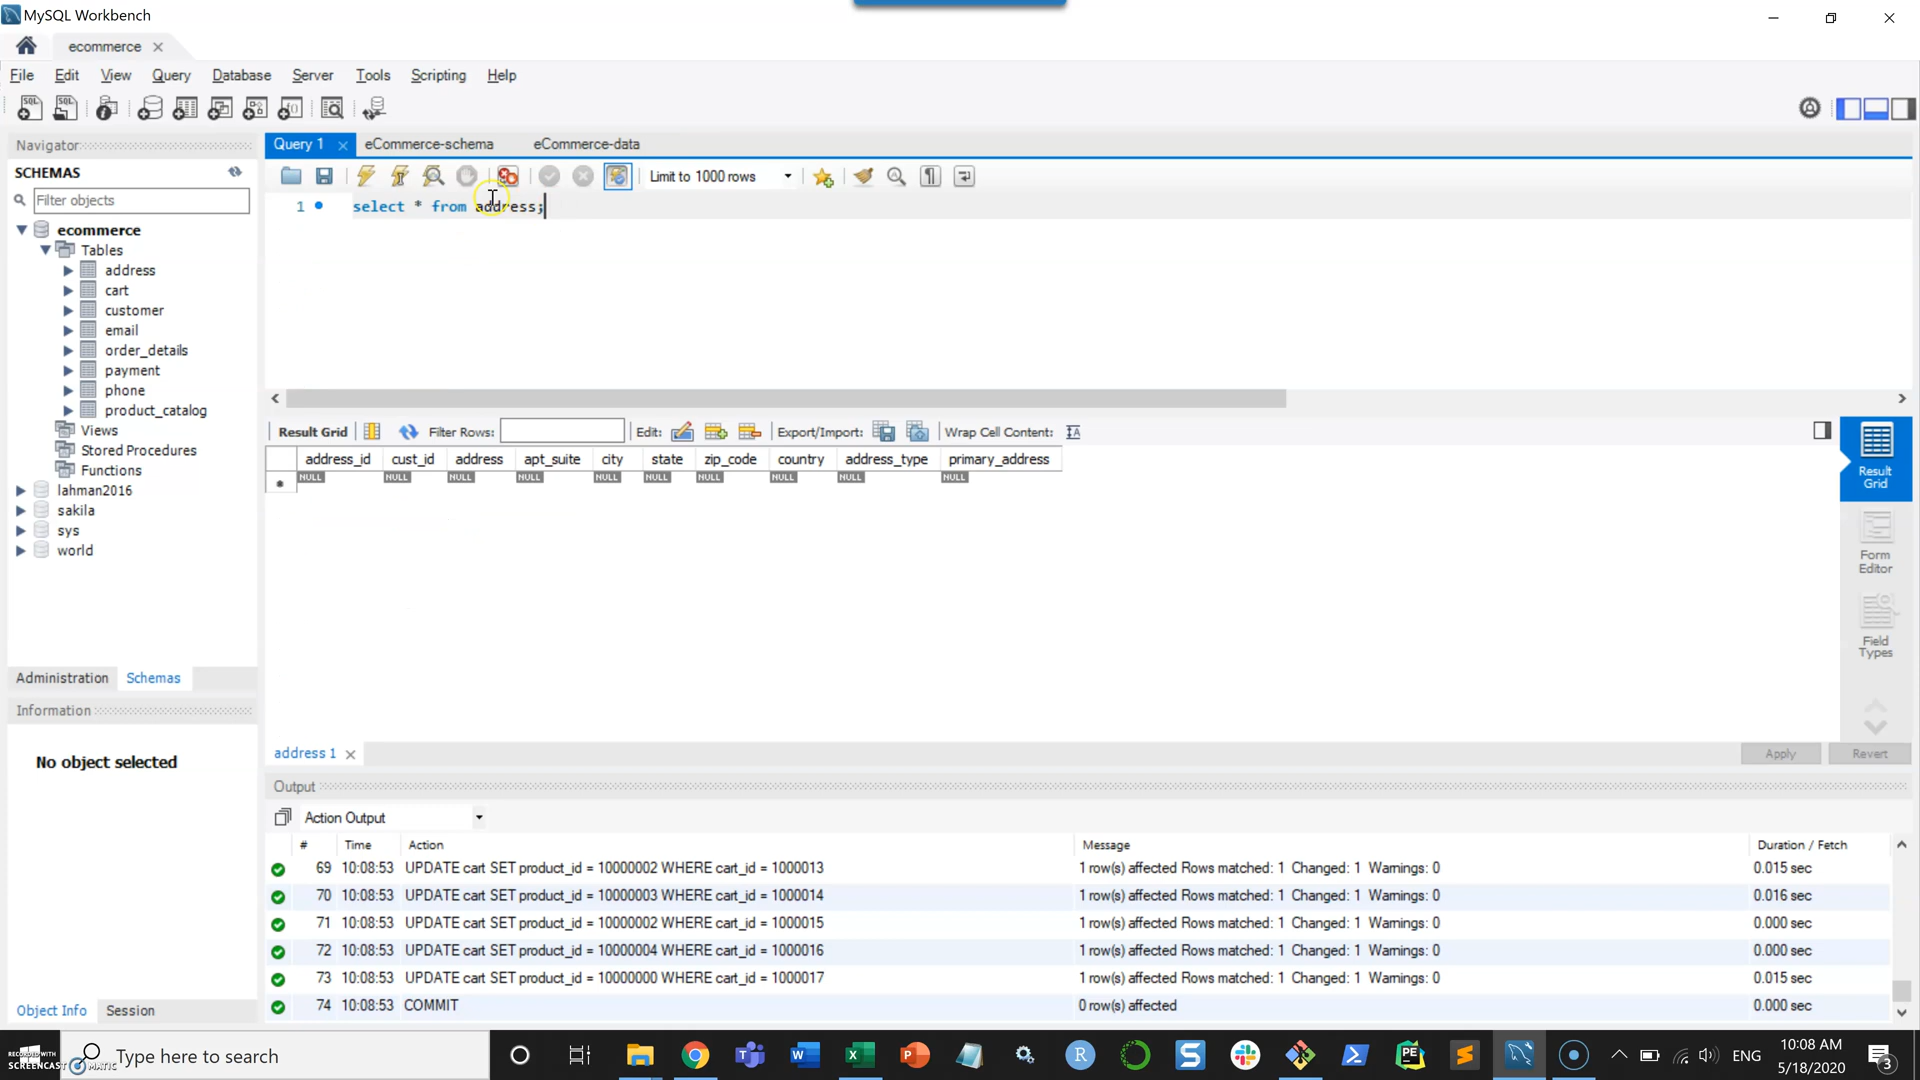 MySQL Workbench
ecommerce
File Edit View Query Database Server Tools Scripting Help
Navigator
Query 1 eCommerce-schema eCommerce-data
SCHEMAS
Limit to 1000 rows
Filter objects
1 select * from address;
ecommerce
Tables
address
cart
customer
email
order_details
payment
phone
product_catalog
Views
Stored Procedures
Functions
lahman2016
sakila
sys
world
Result Grid Filter Rows: Edit: Export/Import: Wrap Cell Content:
address_id cust_id address apt_suite city state zip_code country address_type primary_address
NULL NULL NULL NULL NULL NULL NULL NULL NULL NULL
Result
Grid
Form
Editor
Field
Types
Administration Schemas
Information
No object selected
address 1 Apply Revert
Output
Action Output
# Time Action Message Duration / Fetch
69 10:08:53 UPDATE cart SET product_id = 10000002 WHERE cart_id = 1000013 1 row(s) affected Rows matched: 1 Changed: 1 Warnings: 0 0.015 sec
70 10:08:53 UPDATE cart SET product_id = 10000003 WHERE cart_id = 1000014 1 row(s) affected Rows matched: 1 Changed: 1 Warnings: 0 0.016 sec
71 10:08:53 UPDATE cart SET product_id = 10000002 WHERE cart_id = 1000015 1 row(s) affected Rows matched: 1 Changed: 1 Warnings: 0 0.000 sec
72 10:08:53 UPDATE cart SET product_id = 10000004 WHERE cart_id = 1000016 1 row(s) affected Rows matched: 1 Changed: 1 Warnings: 0 0.000 sec
73 10:08:53 UPDATE cart SET product_id = 10000000 WHERE cart_id = 1000017 1 row(s) affected Rows matched: 1 Changed: 1 Warnings: 0 0.015 sec
74 10:08:53 COMMIT 0 row(s) affected 0.000 sec
Object Info Session
RECORDED WITH
SCREENCAST MATIC
Type here to search
ENG
10:08 AM
5/18/2020
3